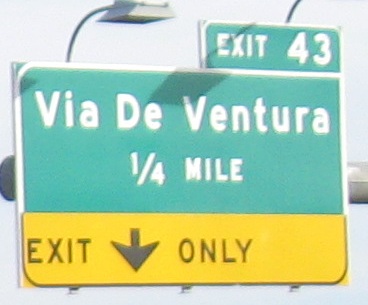 EXIT 43
Via De Ventura
1/4 MILE
EXIT ONLY